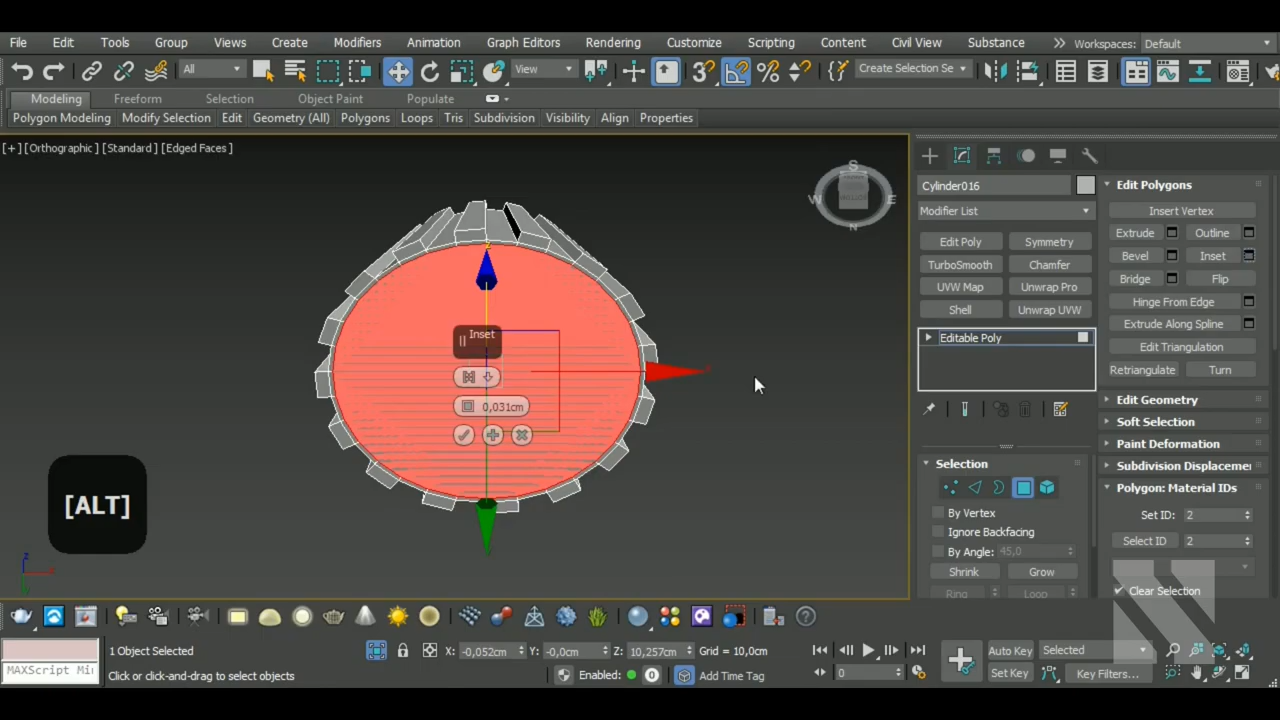 File Edit Tools Group Views Create Modifiers Animation Graph Editors Rendering Customize Scripting Content Civil View Substance Workspaces: Default
All View Create Selection Se
Modeling Freeform Selection Object Paint Populate
Polygon Modeling Modify Selection Edit Geometry (All) Polygons Loops Tris Subdivision Visibility Align Properties
[+] [Orthographic] [Standard] [Edged Faces]
S
W E
N
Inset
0,031cm
[ALT]
Cylinder016
Modifier List
Edit Poly Symmetry
TurboSmooth Chamfer
UVW Map Unwrap Pro
Shell Unwrap UVW
Editable Poly
Selection
By Vertex
Ignore Backfacing
By Angle: 45,0
Shrink Grow
Ring Loop
Edit Polygons
Insert Vertex
Extrude Outline
Bevel Inset
Bridge Flip
Hinge From Edge
Extrude Along Spline
Edit Triangulation
Retriangulate Turn
Edit Geometry
Soft Selection
Paint Deformation
Subdivision Displacemen
Polygon: Material IDs
Set ID: 2
Select ID 2
Clear Selection
1 Object Selected X: -0,052cm Y: -0,0cm Z: 10,257cm Grid = 10,0cm Auto Key Selected
MAXScript Mi Click or click-and-drag to select objects Enabled: 0 Add Time Tag 0 Set Key Key Filters...